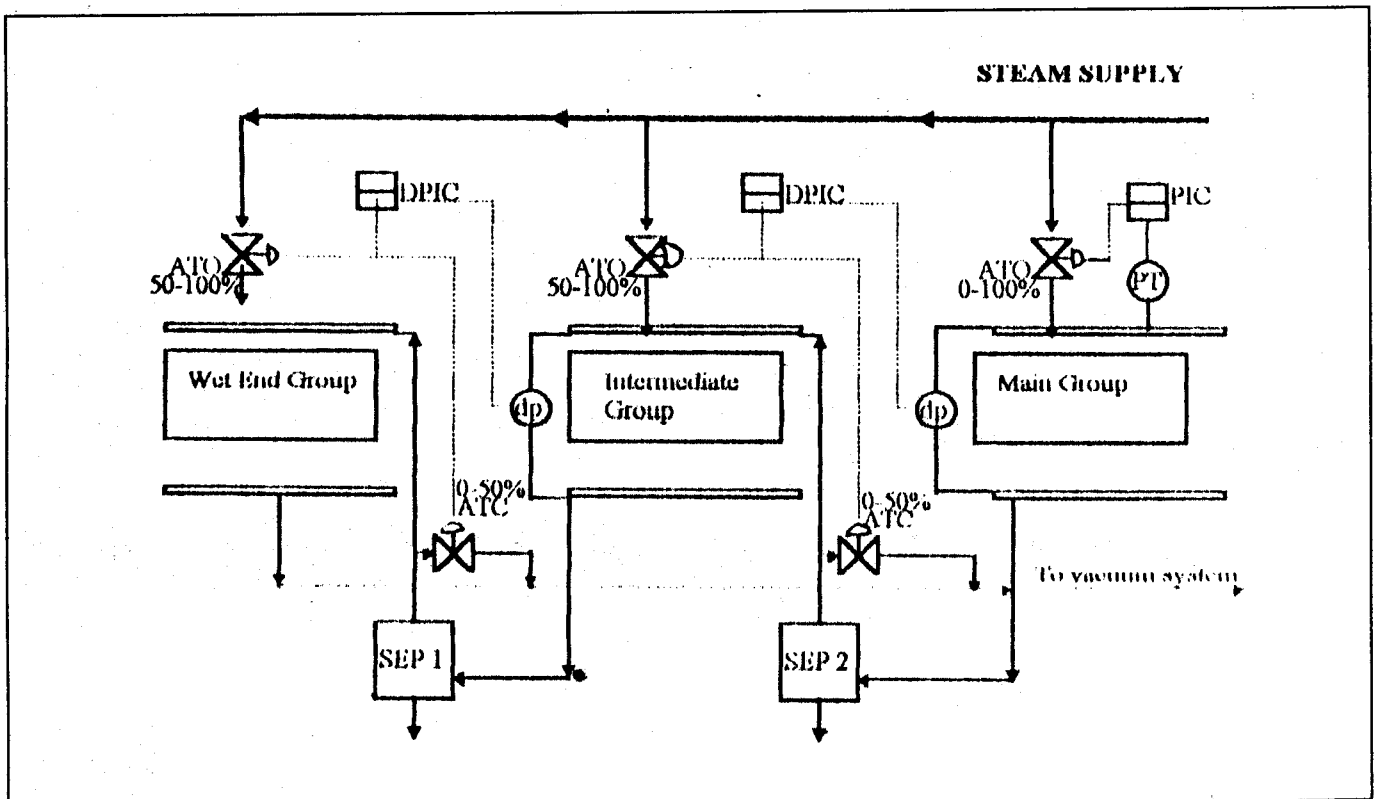 STEAM SUPPLY
DPIC
DPIC
PIC
ATO
50-100%
ATO
50-100%
ATO
0-100%
PT
Wet End Group
dp
Intermediate
Group
dp
Main Group
0-50%
ATC
0-50%
ATC
To vacuum system
SEP 1
SEP 2